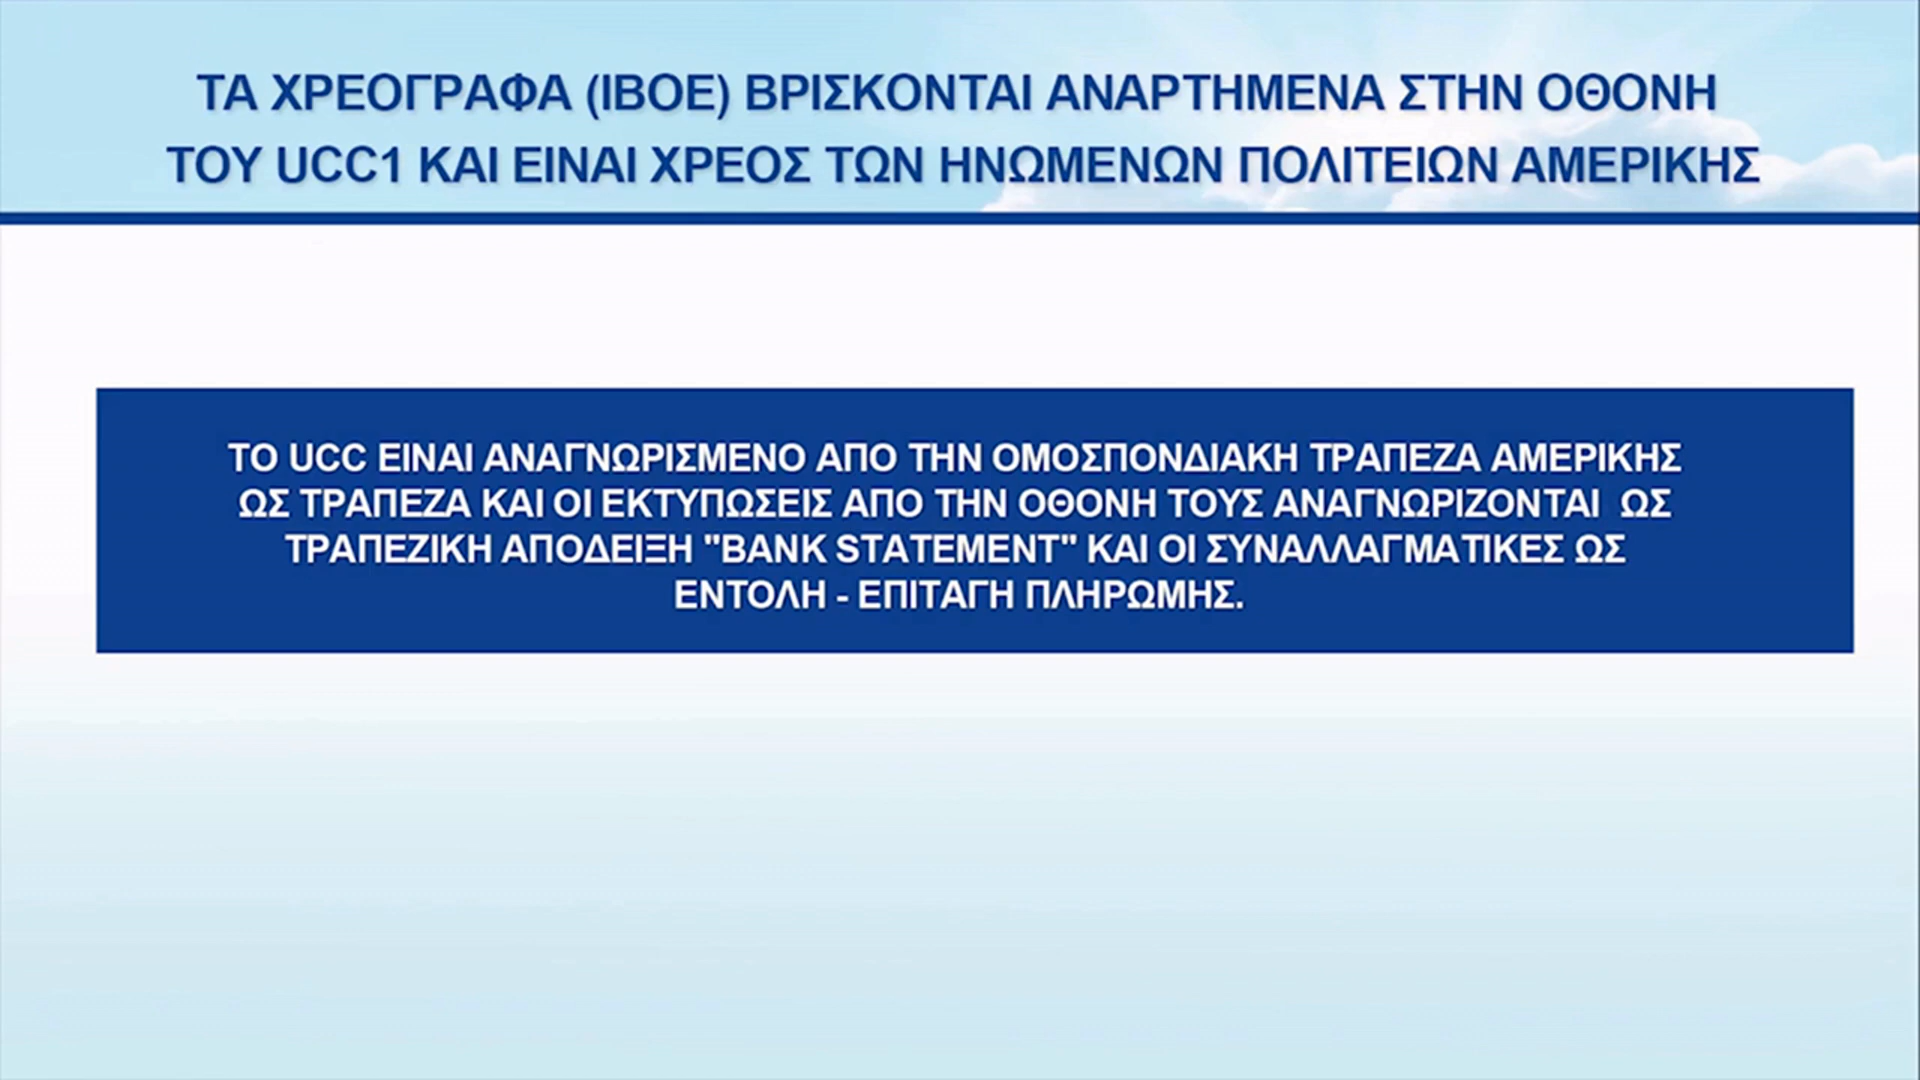 ΤΑ ΧΡΕΟΓΡΑΦΑ (IBOE) ΒΡΙΣΚΟΝΤΑΙ ΑΝΑΡΤΗΜΕΝΑ ΣΤΗΝ ΟΘΟΝΗ
ΤΟΥ UCC1 ΚΑΙ ΕΙΝΑΙ ΧΡΕΟΣ ΤΩΝ ΗΝΩΜΕΝΩΝ ΠΟΛΙΤΕΙΩΝ ΑΜΕΡΙΚΗΣ
ΤΟ UCC ΕΙΝΑΙ ΑΝΑΓΝΩΡΙΣΜΕΝΟ ΑΠΟ ΤΗΝ ΟΜΟΣΠΟΝΔΙΑΚΗ ΤΡΑΠΕΖΑ ΑΜΕΡΙΚΗΣ
ΩΣ ΤΡΑΠΕΖΑ ΚΑΙ ΟΙ ΕΚΤΥΠΩΣΕΙΣ ΑΠΟ ΤΗΝ ΟΘΟΝΗ ΤΟΥΣ ΑΝΑΓΝΩΡΙΖΟΝΤΑΙ ΩΣ
ΤΡΑΠΕΖΙΚΗ ΑΠΟΔΕΙΞΗ "BANK STATEMENT" ΚΑΙ ΟΙ ΣΥΝΑΛΛΑΓΜΑΤΙΚΕΣ ΩΣ
ΕΝΤΟΛΗ - ΕΠΙΤΑΓΗ ΠΛΗΡΩΜΗΣ.